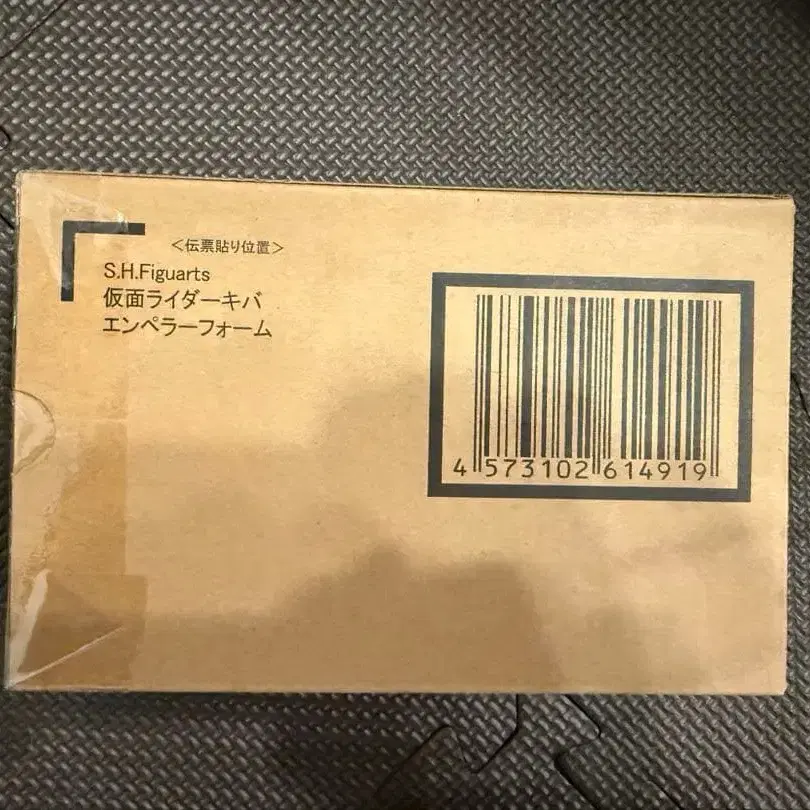 ＜伝票貼り位置＞
S.H.Figuarts
仮面ライダーキバ
エンペラーフォーム
4 573102 614919